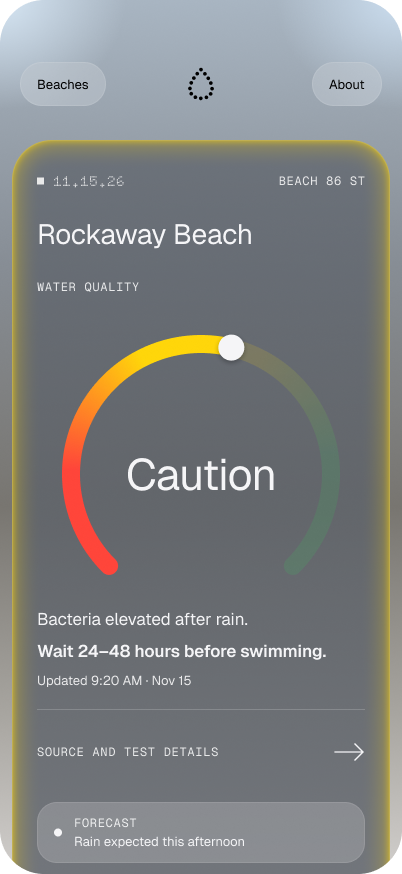 Beaches
About
11.15.26
BEACH 86 ST
Rockaway Beach
WATER QUALITY
Caution
Bacteria elevated after rain.
Wait 24–48 hours before swimming.
Updated 9:20 AM · Nov 15
SOURCE AND TEST DETAILS
FORECAST
Rain expected this afternoon